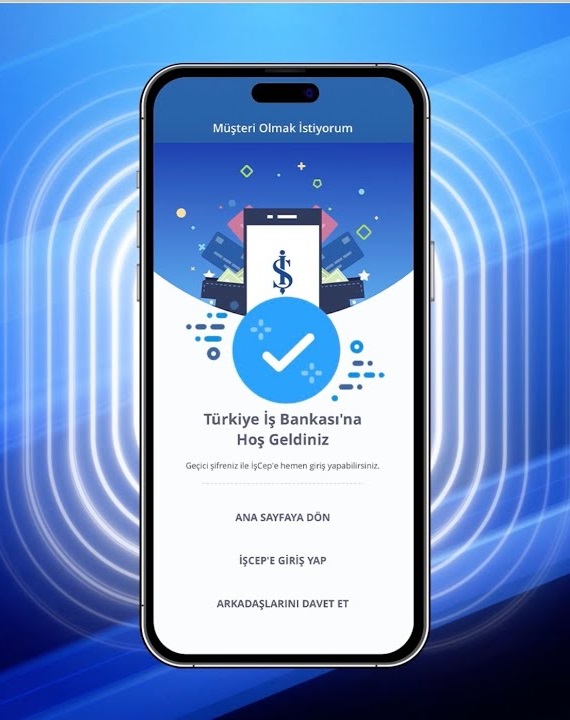 Müşteri Olmak İstiyorum
İŞ
Türkiye İş Bankası'na
Hoş Geldiniz
Geçici şifreniz ile İşCep'e hemen giriş yapabilirsiniz.
ANA SAYFAYA DÖN
İŞCEP'E GİRİŞ YAP
ARKADAŞLARINI DAVET ET